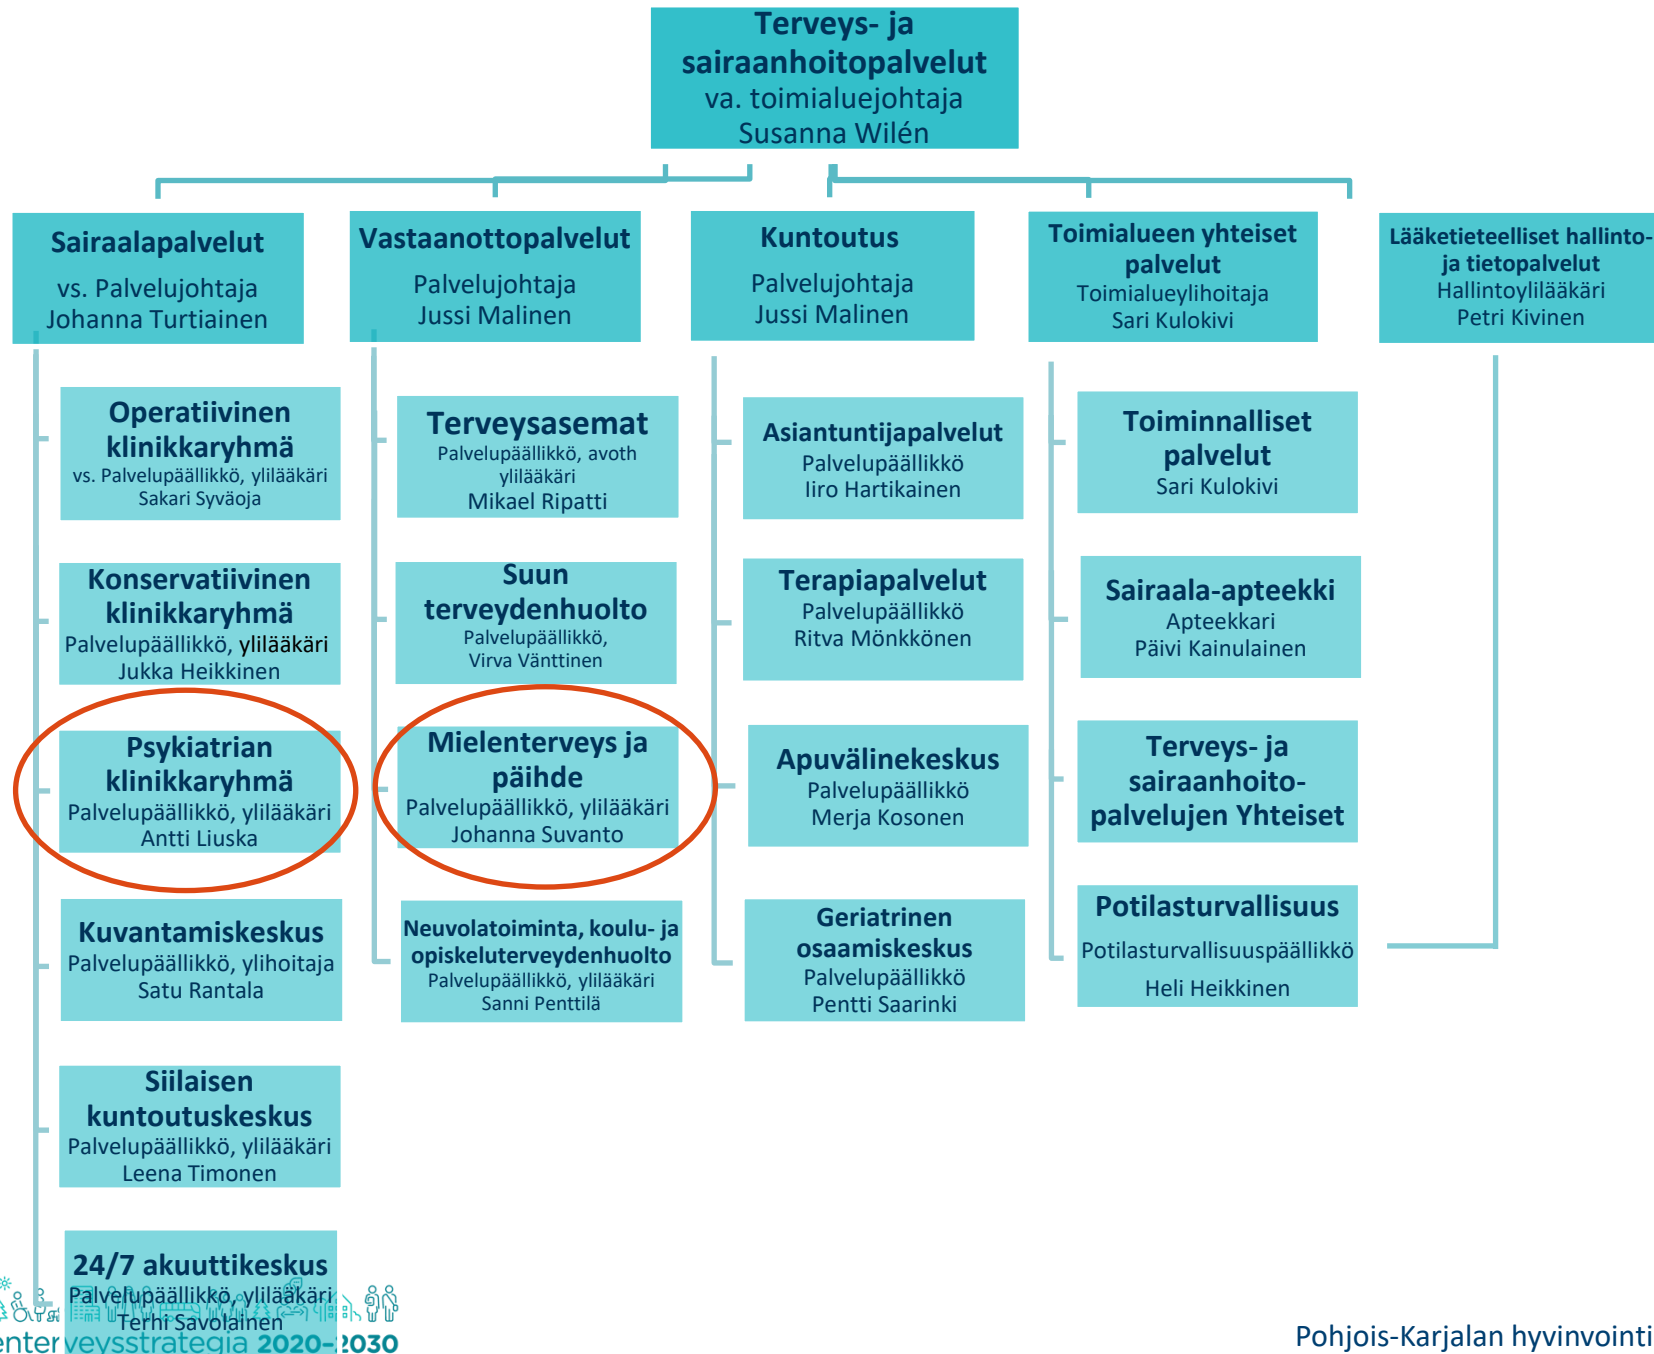 Terveys- ja
sairaanhoitopalvelut
va. toimialuejohtaja
Susanna Wilén
Sairaalapalvelut
vs. Palvelujohtaja
Johanna Turtiainen
Vastaanottopalvelut
Palvelujohtaja
Jussi Malinen
Kuntoutus
Palvelujohtaja
Jussi Malinen
Toimialueen yhteiset
palvelut
Toimialueylihoitaja
Sari Kulokivi
Lääketieteelliset hallinto-
ja tietopalvelut
Hallintoylilääkäri
Petri Kivinen
Operatiivinen
klinikkaryhmä
vs. Palvelupäällikkö, ylilääkäri
Sakari Syväoja
Konservatiivinen
klinikkaryhmä
Palvelupäällikkö, ylilääkäri
Jukka Heikkinen
Psykiatrian
klinikkaryhmä
Palvelupäällikkö, ylilääkäri
Antti Liuska
Kuvantamiskeskus
Palvelupäällikkö, ylihoitaja
Satu Rantala
Siilaisen
kuntoutuskeskus
Palvelupäällikkö, ylilääkäri
Leena Timonen
24/7 akuuttikeskus
Palvelupäällikkö, ylilääkäri
Terhi Savolainen
Terveysasemat
Palvelupäällikkö, avoth
ylilääkäri
Mikael Ripatti
Suun
terveydenhuolto
Palvelupäällikkö,
Virva Vänttinen
Mielenterveys ja
päihde
Palvelupäällikkö, ylilääkäri
Johanna Suvanto
Neuvolatoiminta, koulu- ja
opiskeluterveydenhuolto
Palvelupäällikkö, ylilääkäri
Sanni Penttilä
Asiantuntijapalvelut
Palvelupäällikkö
Iiro Hartikainen
Terapiapalvelut
Palvelupäällikkö
Ritva Mönkkönen
Apuvälinekeskus
Palvelupäällikkö
Merja Kosonen
Geriatrinen
osaamiskeskus
Palvelupäällikkö
Pentti Saarinki
Toiminnalliset
palvelut
Sari Kulokivi
Sairaala-apteekki
Apteekkari
Päivi Kainulainen
Terveys- ja
sairaanhoito-
palvelujen Yhteiset
Potilasturvallisuus
Potilasturvallisuuspäällikkö
Heli Heikkinen
enterveysstrategia 2020-2030
Pohjois-Karjalan hyvinvointi